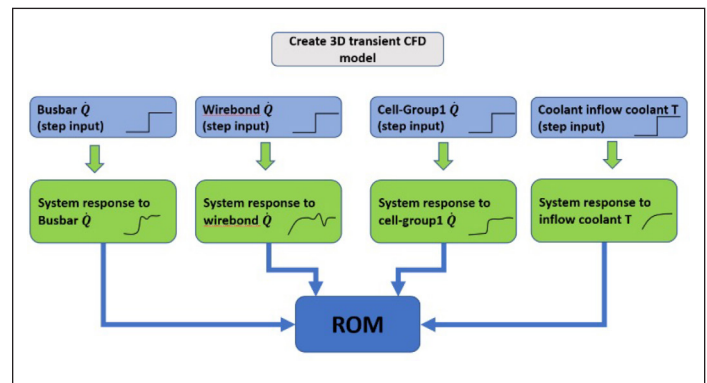 Create 3D transient CFD
model
Busbar Q̇
(step input)
Wirebond Q̇
(step input)
Cell-Group1 Q̇
(step input)
Coolant inflow coolant T
(step input)
System response to
Busbar Q̇
System response to
wirebond Q̇
System response to
cell-group1 Q̇
System response to
inflow coolant T
ROM